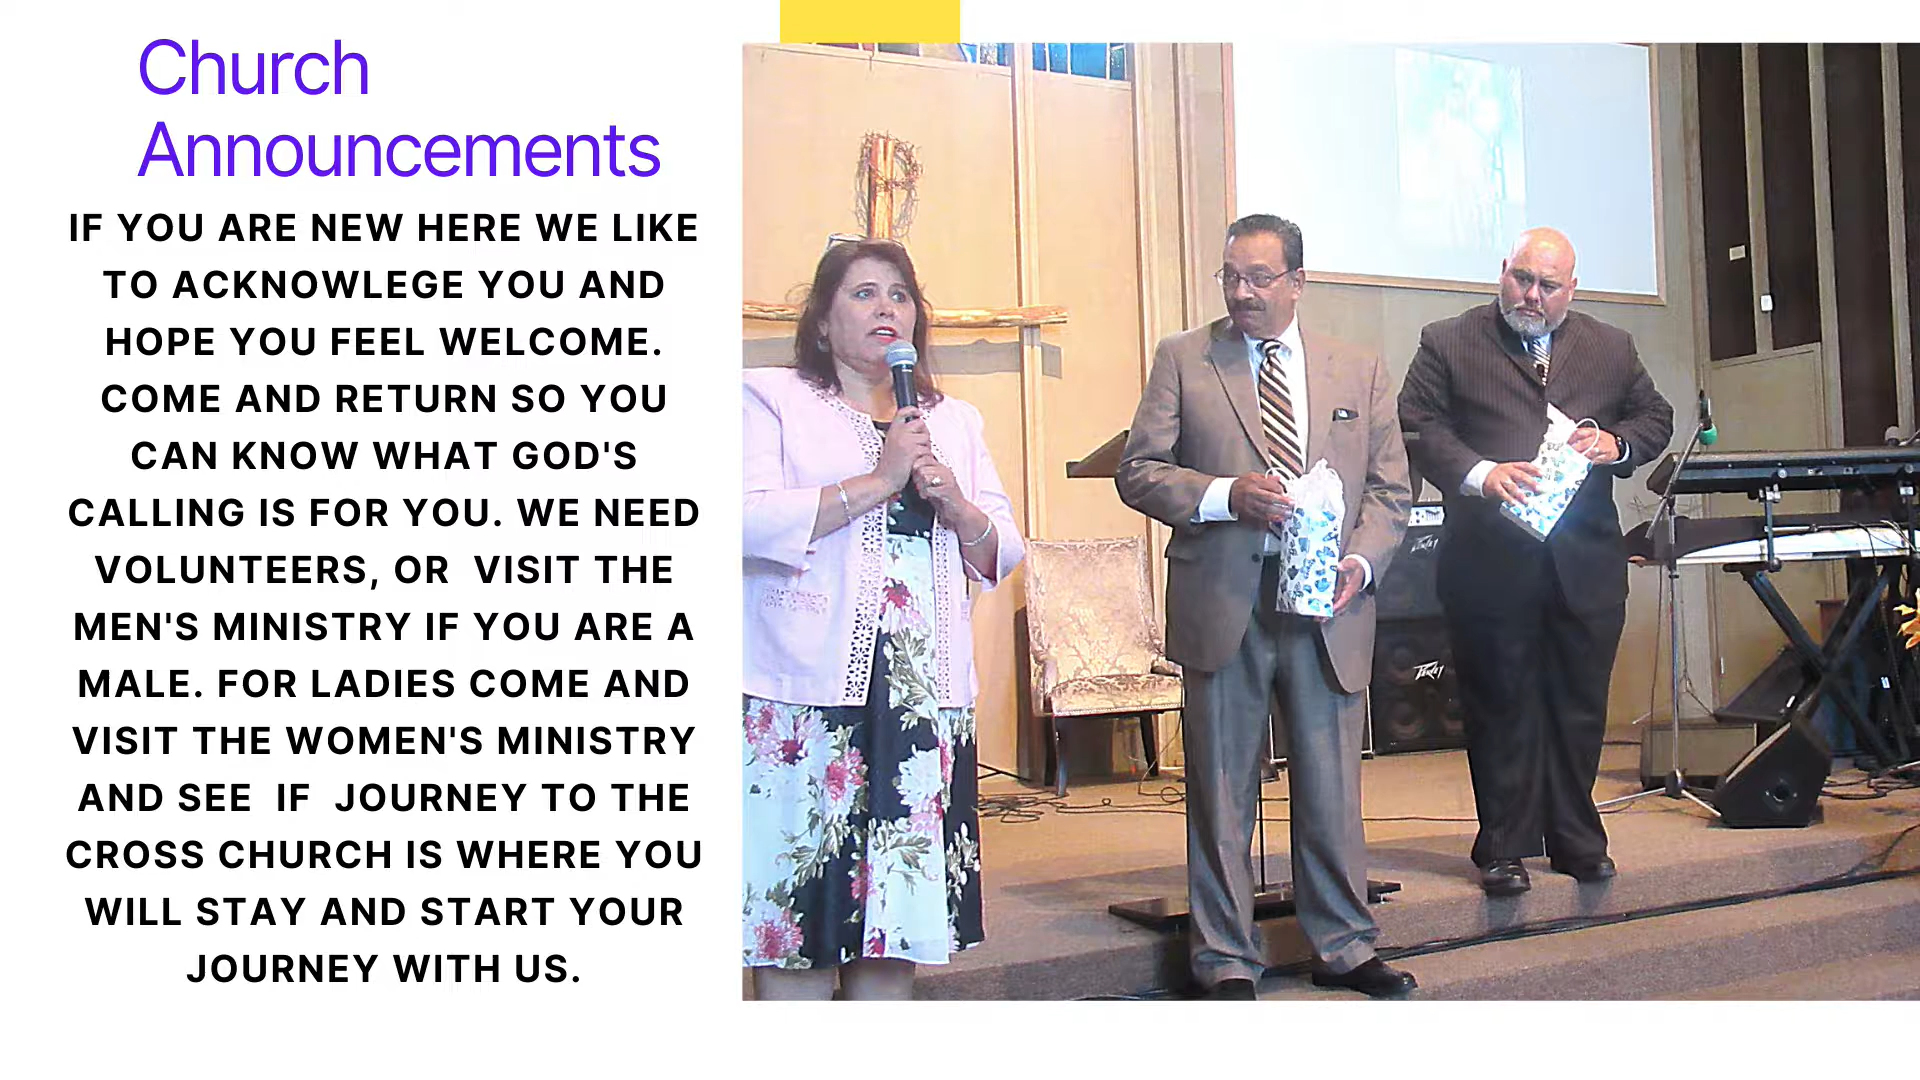 Church
Announcements
IF YOU ARE NEW HERE WE LIKE
TO ACKNOWLEGE YOU AND
HOPE YOU FEEL WELCOME.
COME AND RETURN SO YOU
CAN KNOW WHAT GOD'S
CALLING IS FOR YOU. WE NEED
VOLUNTEERS, OR VISIT THE
MEN'S MINISTRY IF YOU ARE A
MALE. FOR LADIES COME AND
VISIT THE WOMEN'S MINISTRY
AND SEE IF JOURNEY TO THE
CROSS CHURCH IS WHERE YOU
WILL STAY AND START YOUR
JOURNEY WITH US.
PEAVEY
PEAVEY